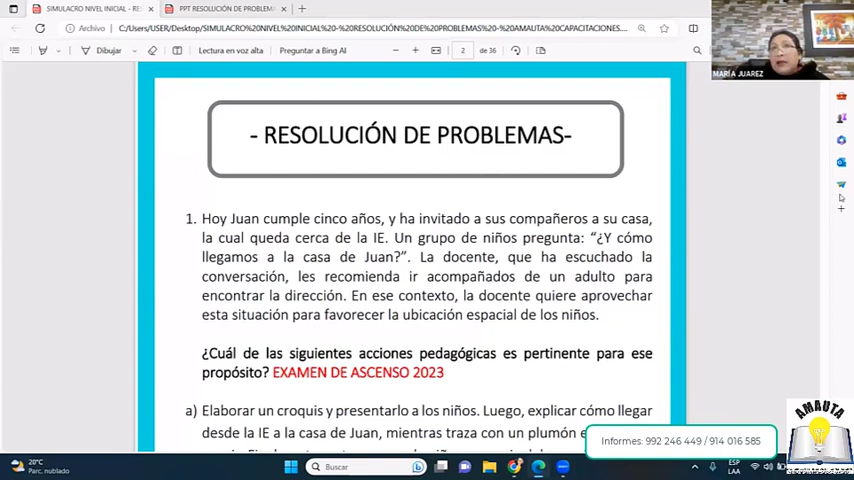 SIMULACRO NIVEL INICIAL - RES
PPT RESOLUCIÓN DE PROBLEMA
Archivo
C:/Users/USER/Desktop/SIMULACRO%20NIVEL%20INICIAL%20-%20RESOLUCIÓN%20DE%20PROBLEMAS%20-%20AMAUTA%20CAPACITACIONES....
Dibujar
Lectura en voz alta
Preguntar a Bing AI
2
de 36
MARÍA JUAREZ
- RESOLUCIÓN DE PROBLEMAS-
1. Hoy Juan cumple cinco años, y ha invitado a sus compañeros a su casa,
la cual queda cerca de la IE. Un grupo de niños pregunta: “¿Y cómo
llegamos a la casa de Juan?”. La docente, que ha escuchado la
conversación, les recomienda ir acompañados de un adulto para
encontrar la dirección. En ese contexto, la docente quiere aprovechar
esta situación para favorecer la ubicación espacial de los niños.
¿Cuál de las siguientes acciones pedagógicas es pertinente para ese
propósito? EXAMEN DE ASCENSO 2023
a) Elaborar un croquis y presentarlo a los niños. Luego, explicar cómo llegar
desde la IE a la casa de Juan, mientras traza con un plumón
Informes: 992 246 449 / 914 016 585
AMAUTA
20°C
Parc. nublado
Buscar
ESP
LAA